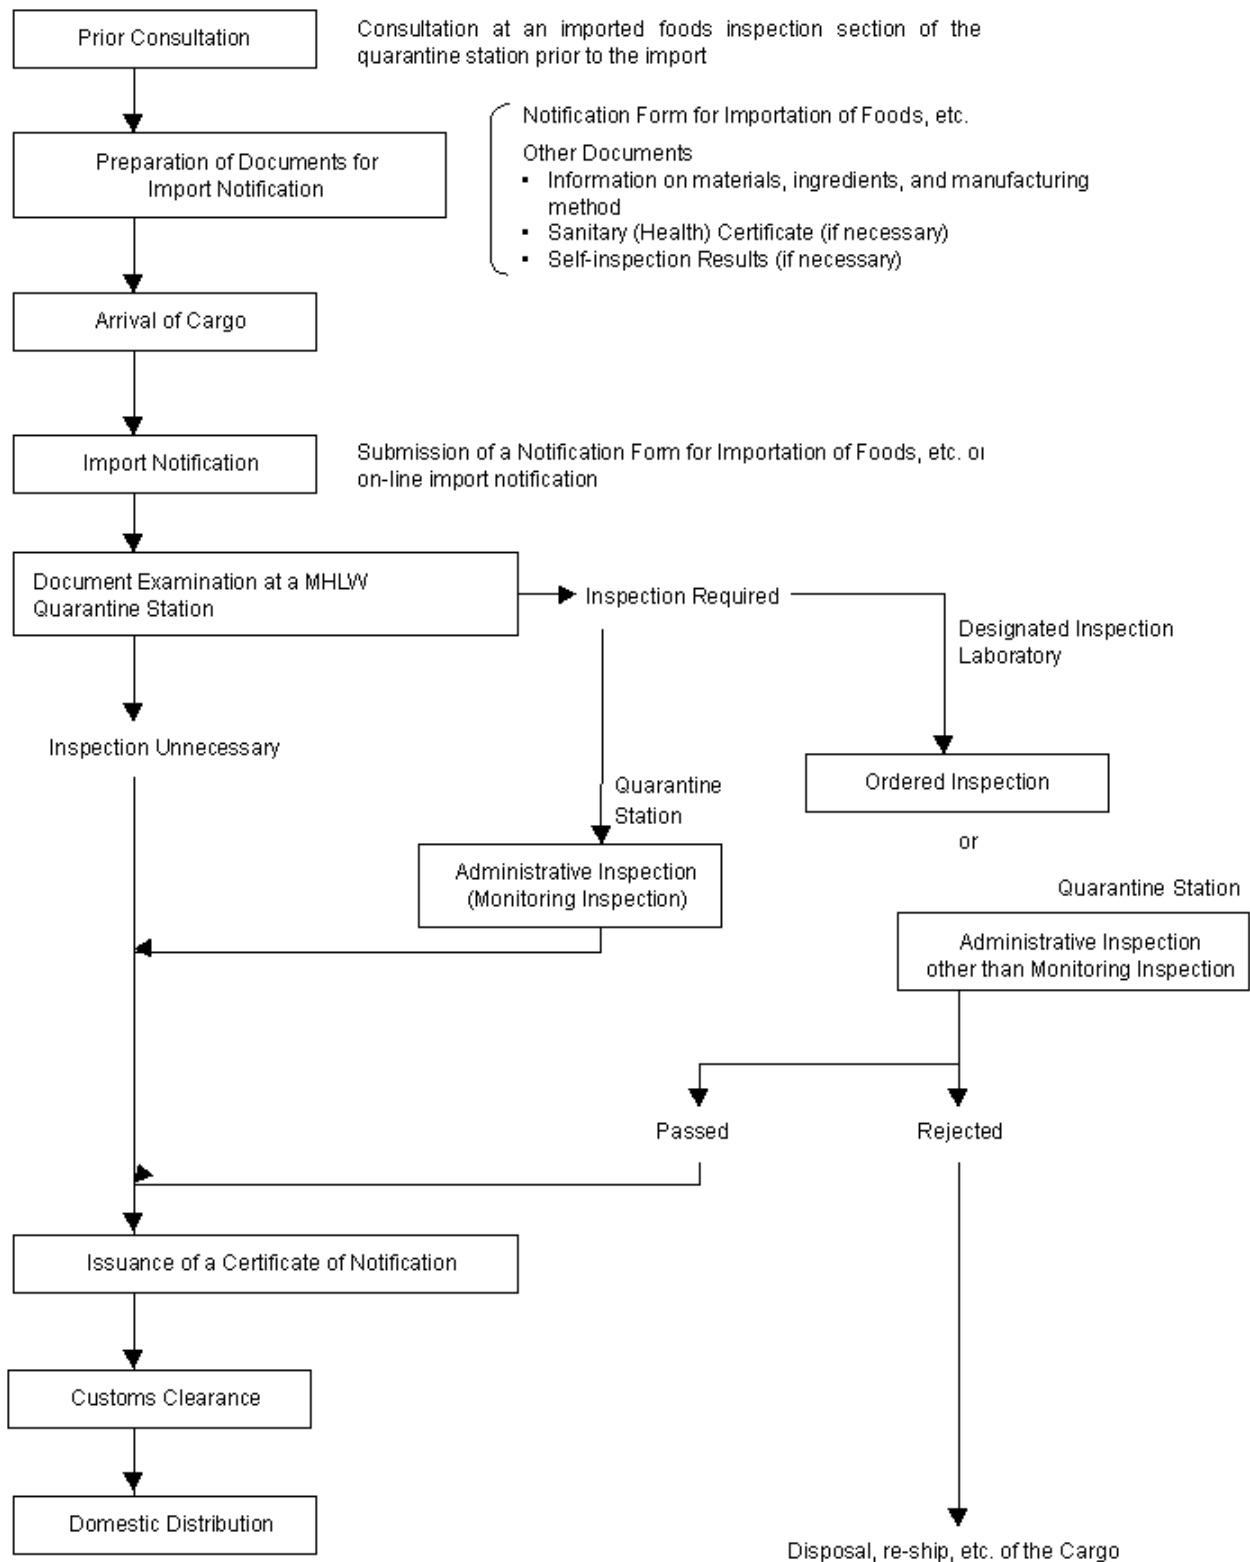 Prior Consultation
Consultation at an imported foods inspection section of the
quarantine station prior to the import
Notification Form for Importation of Foods, etc.
Preparation of Documents for
Import Notification
Other Documents
▪ Information on materials, ingredients, and manufacturing
method
▪ Sanitary (Health) Certificate (if necessary)
▪ Self-inspection Results (if necessary)
Arrival of Cargo
Import Notification
Submission of a Notification Form for Importation of Foods, etc. or
on-line import notification
Document Examination at a MHLW
Quarantine Station
Inspection Required
Designated Inspection
Laboratory
Inspection Unnecessary
Quarantine
Station
Ordered Inspection
or
Administrative Inspection
(Monitoring Inspection)
Quarantine Station
Administrative Inspection
other than Monitoring Inspection
Passed
Rejected
Issuance of a Certificate of Notification
Customs Clearance
Domestic Distribution
Disposal, re-ship, etc. of the Cargo